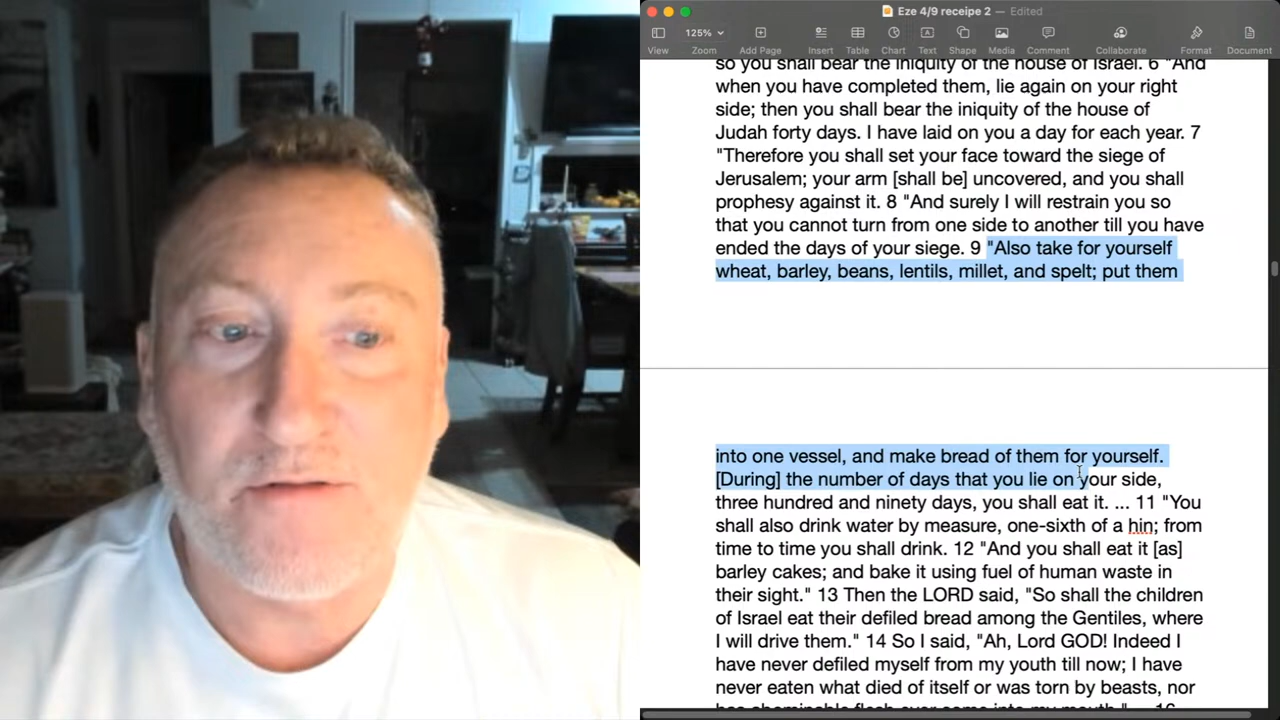 Eze 4/9 receipe 2 — Edited
125%
View Zoom Add Page Insert Table Chart Text Shape Media Comment Collaborate Format Document
so you shall bear the iniquity of the house of Israel. 6 "And
when you have completed them, lie again on your right
side; then you shall bear the iniquity of the house of
Judah forty days. I have laid on you a day for each year. 7
"Therefore you shall set your face toward the siege of
Jerusalem; your arm [shall be] uncovered, and you shall
prophesy against it. 8 "And surely I will restrain you so
that you cannot turn from one side to another till you have
ended the days of your siege. 9 "Also take for yourself
wheat, barley, beans, lentils, millet, and spelt; put them
into one vessel, and make bread of them for yourself.
[During] the number of days that you lie on your side,
three hundred and ninety days, you shall eat it. ... 11 "You
shall also drink water by measure, one-sixth of a hin; from
time to time you shall drink. 12 "And you shall eat it [as]
barley cakes; and bake it using fuel of human waste in
their sight." 13 Then the LORD said, "So shall the children
of Israel eat their defiled bread among the Gentiles, where
I will drive them." 14 So I said, "Ah, Lord GOD! Indeed I
have never defiled myself from my youth till now; I have
never eaten what died of itself or was torn by beasts, nor
has abominable flesh ever come into my mouth." ... 16